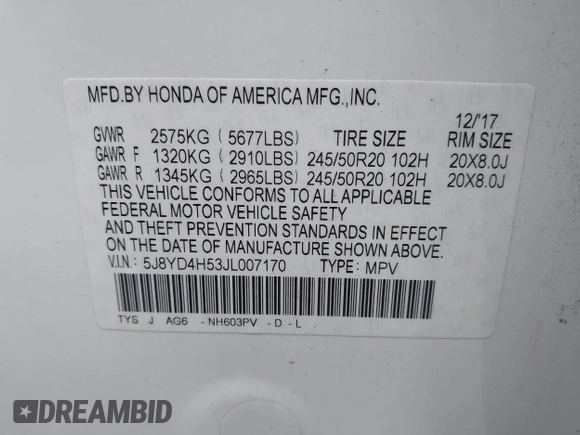 MFD.BY HONDA OF AMERICA MFG.,INC.
12/'17
GVWR 2575KG (5677LBS) TIRE SIZE RIM SIZE
GAWR F 1320KG (2910LBS) 245/50R20 102H 20X8.0J
GAWR R 1345KG (2965LBS) 245/50R20 102H 20X8.0J
THIS VEHICLE CONFORMS TO ALL APPLICABLE
FEDERAL MOTOR VEHICLE SAFETY
AND THEFT PREVENTION STANDARDS IN EFFECT
ON THE DATE OF MANUFACTURE SHOWN ABOVE.
V.I.N: 5J8YD4H53JL007170 TYPE: MPV
TYS J AG6 -NH603PV -D -L
DREAMBID